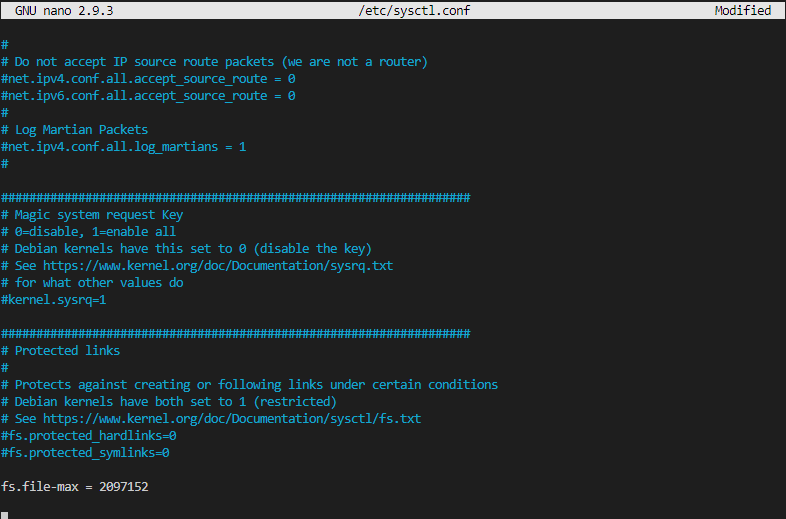 GNU nano 2.9.3 /etc/sysctl.conf Modified
#
# Do not accept IP source route packets (we are not a router)
#net.ipv4.conf.all.accept_source_route = 0
#net.ipv6.conf.all.accept_source_route = 0
#
# Log Martian Packets
#net.ipv4.conf.all.log_martians = 1
#
###################################################################
# Magic system request Key
# 0=disable, 1=enable all
# Debian kernels have this set to 0 (disable the key)
# See https://www.kernel.org/doc/Documentation/sysrq.txt
# for what other values do
#kernel.sysrq=1
###################################################################
# Protected links
#
# Protects against creating or following links under certain conditions
# Debian kernels have both set to 1 (restricted)
# See https://www.kernel.org/doc/Documentation/sysctl/fs.txt
#fs.protected_hardlinks=0
#fs.protected_symlinks=0
fs.file-max = 2097152